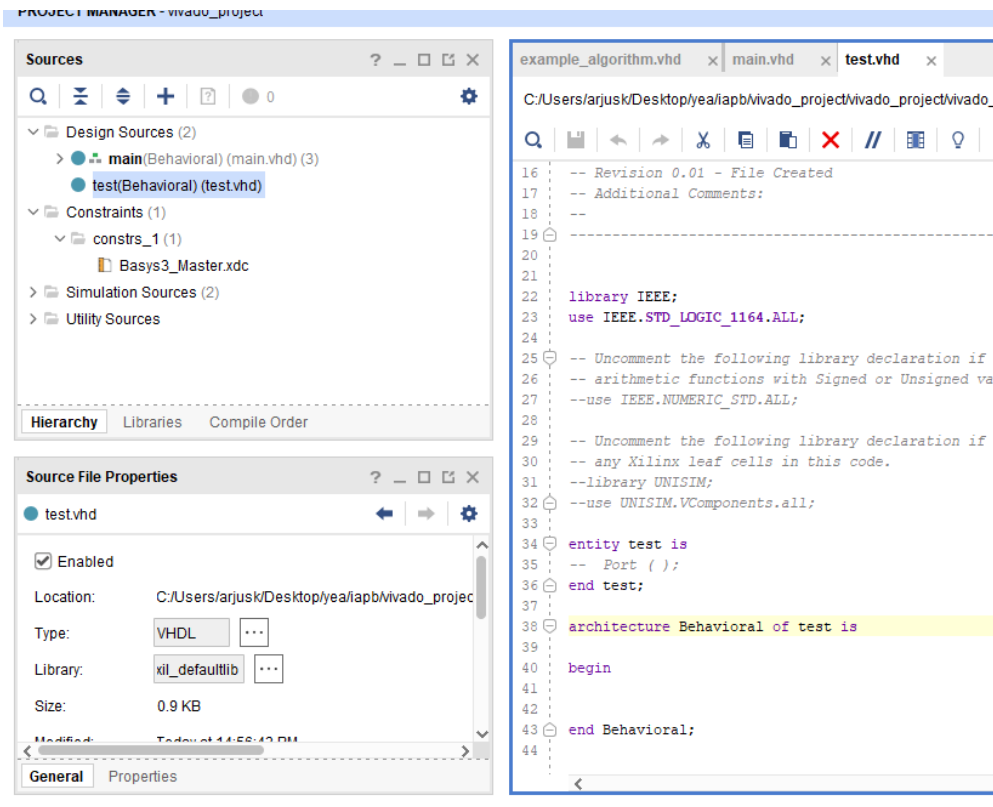 PROJECT MANAGER - vivado_project
Sources
? _
0
Design Sources (2)
main(Behavioral) (main.vhd) (3)
test(Behavioral) (test.vhd)
Constraints (1)
constrs_1 (1)
Basys3_Master.xdc
Simulation Sources (2)
Utility Sources
Hierarchy Libraries Compile Order
Source File Properties
? _
test.vhd
Enabled
Location: C:/Users/arjusk/Desktop/yea/iapb/vivado_projec
Type: VHDL ...
Library: xil_defaultlib ...
Size: 0.9 KB
Modified: Today at 14:56:42 PM
General Properties
example_algorithm.vhd × main.vhd × test.vhd ×
C:/Users/arjusk/Desktop/yea/iapb/vivado_project/vivado_project/vivado_
16 -- Revision 0.01 - File Created
17 -- Additional Comments:
18 --
19 ----------------------------------------------------------------------------------
20
21
22 library IEEE;
23 use IEEE.STD_LOGIC_1164.ALL;
24
25 -- Uncomment the following library declaration if
26 -- arithmetic functions with Signed or Unsigned va
27 --use IEEE.NUMERIC_STD.ALL;
28
29 -- Uncomment the following library declaration if
30 -- any Xilinx leaf cells in this code.
31 --library UNISIM;
32 --use UNISIM.VComponents.all;
33
34 entity test is
35 -- Port ( );
36 end test;
37
38 architecture Behavioral of test is
39
40 begin
41
42
43 end Behavioral;
44